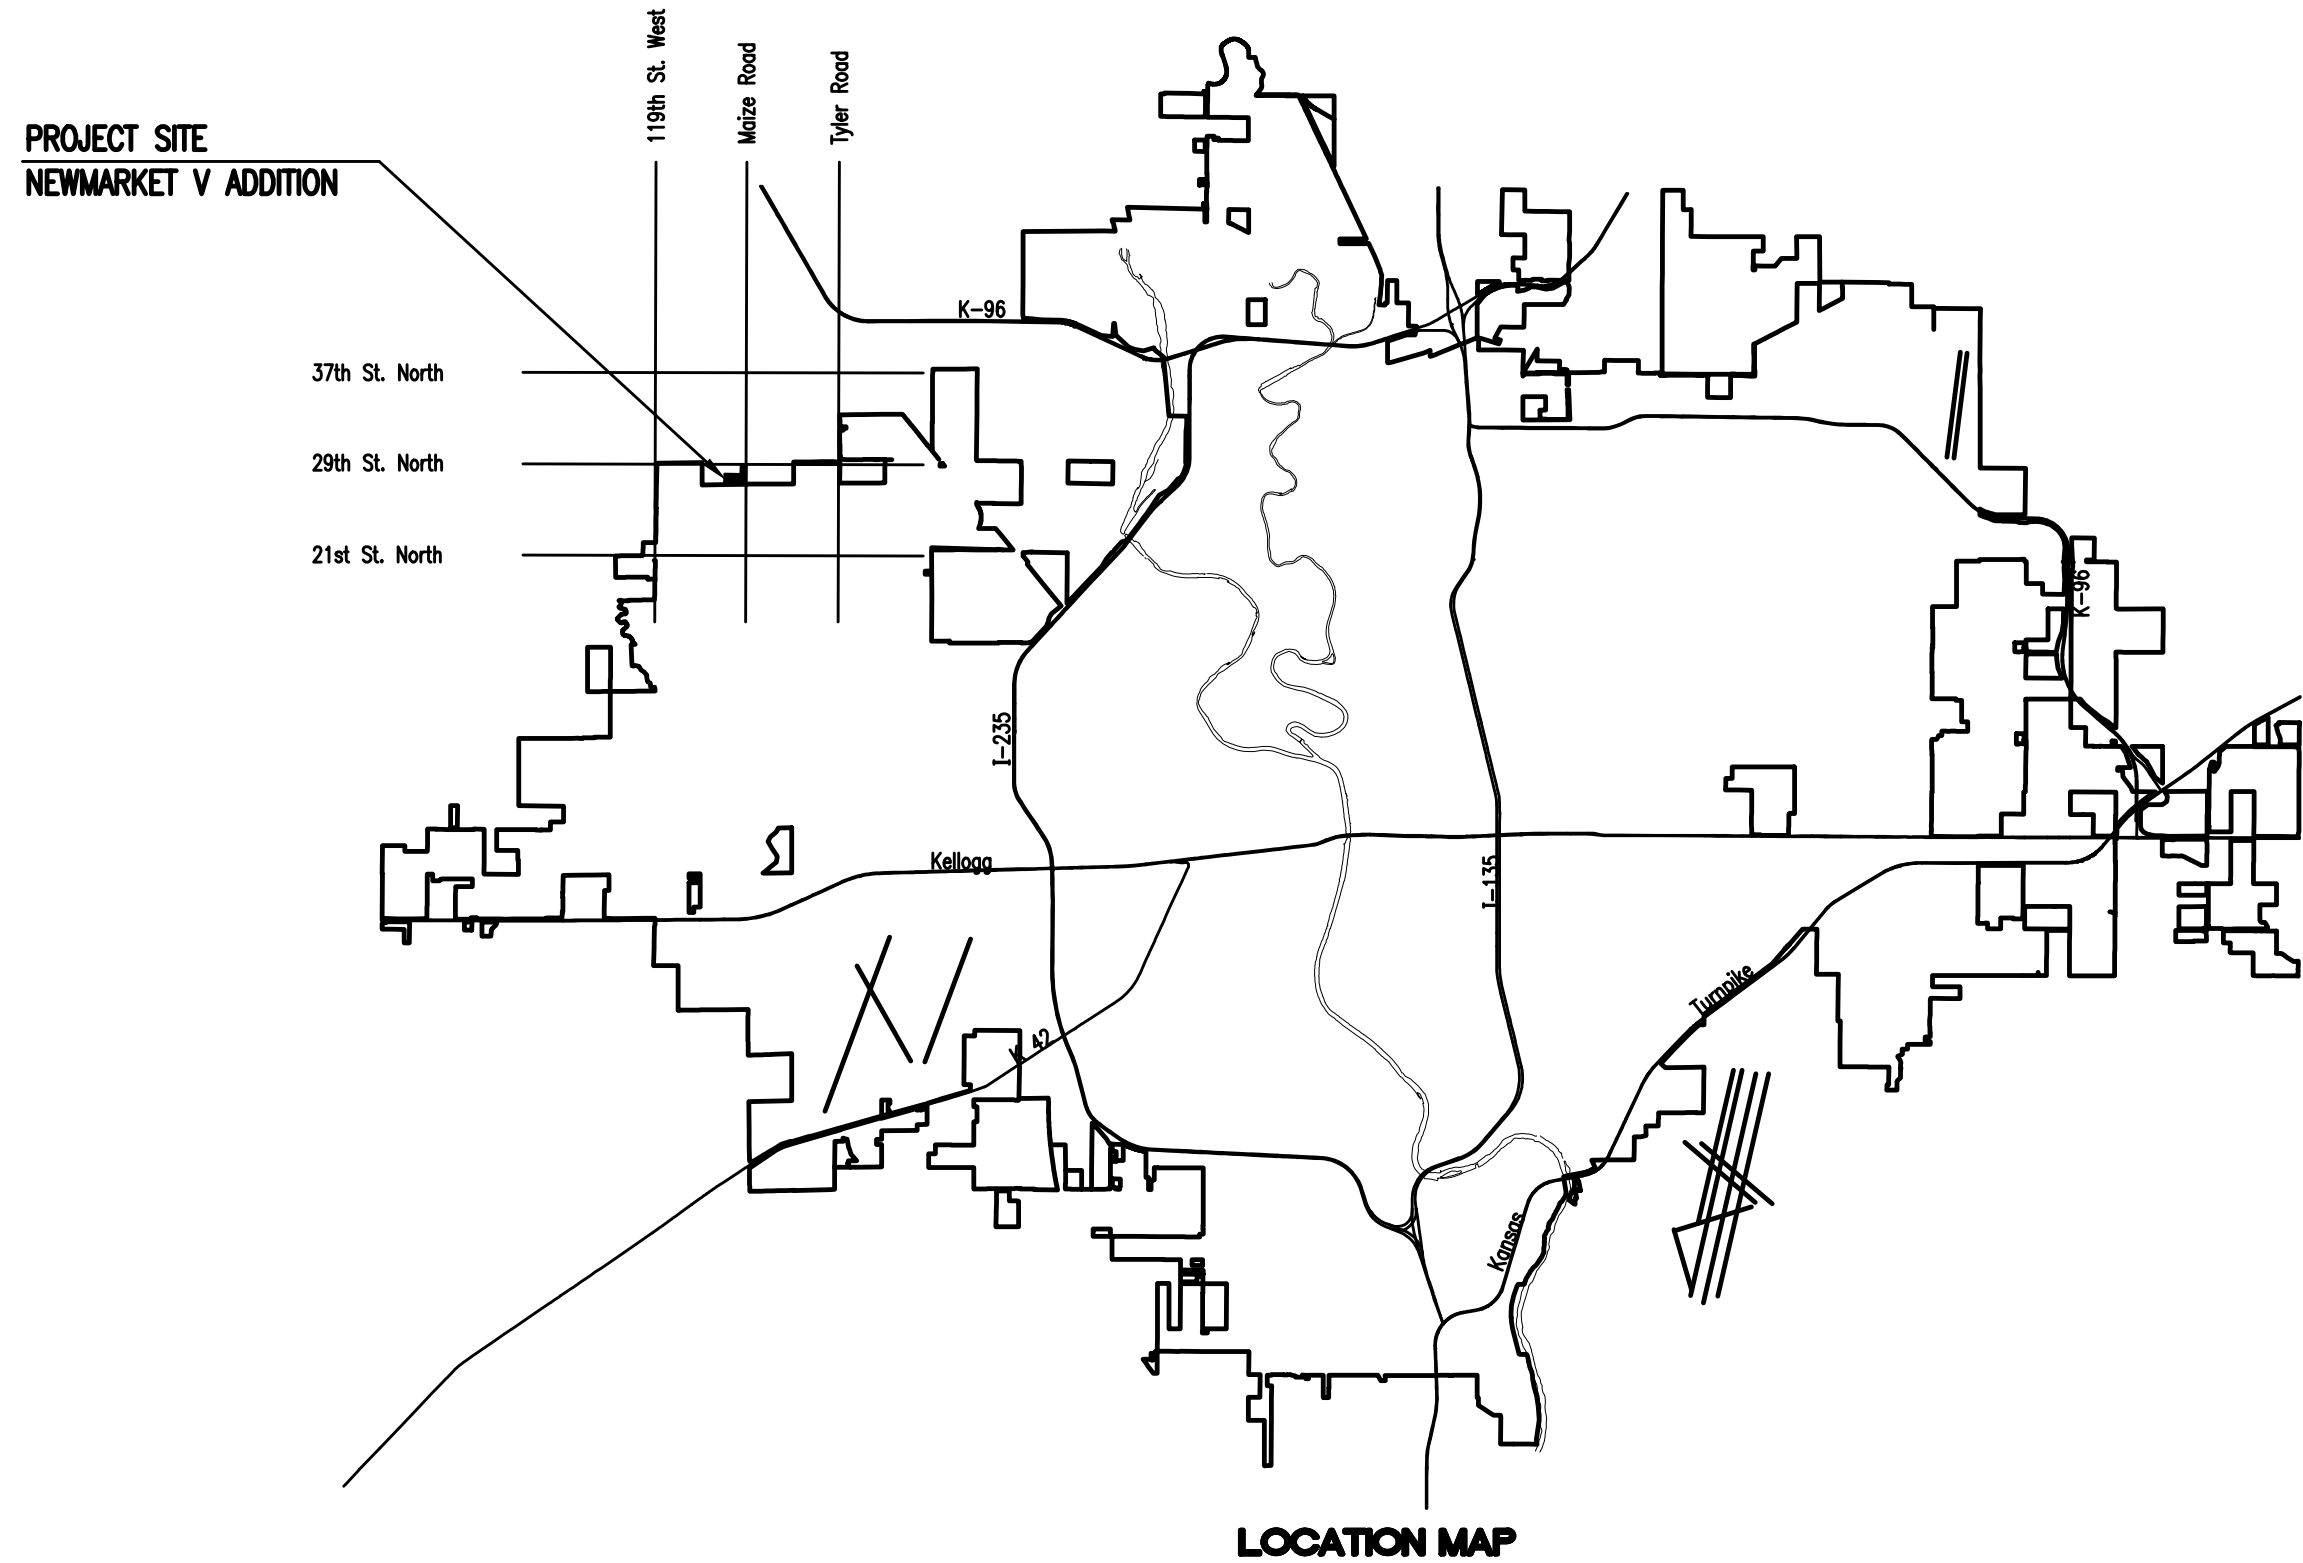 119th St. West
Maize Road
Tyler Road
PROJECT SITE
NEWMARKET V ADDITION
K-96
37th St. North
29th St. North
21st St. North
K-96
I-235
Kellogg
I-135
Turnpike
K 42
Kansas
LOCATION MAP